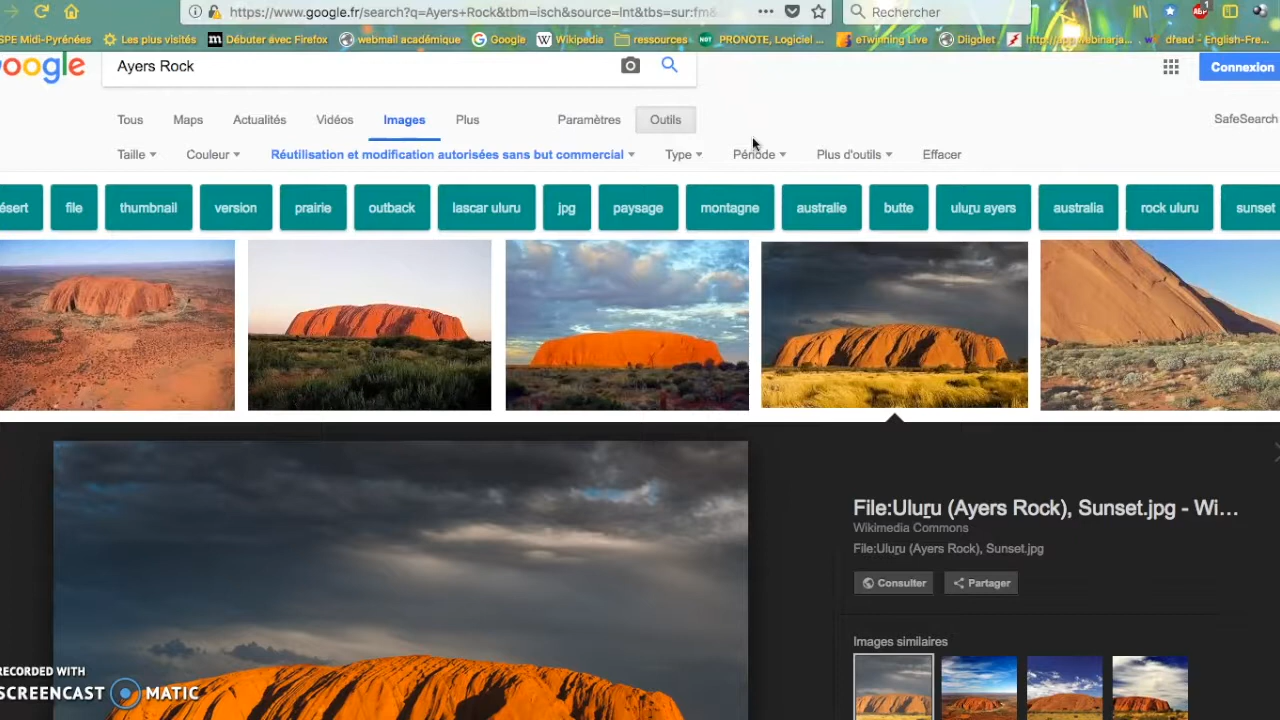 https://www.google.fr/search?q=Ayers+Rock&tbm=isch&source=lnt&tbs=sur:fm& ••• Rechercher
SPE Midi-Pyrénées Les plus visités Débuter avec Firefox webmail académique Google Wikipedia ressources PRONOTE, Logiciel ... eTwinning Live Diigolet dfead - English-Fre...
oogle Ayers Rock Connexion
Tous Maps Actualités Vidéos Images Plus Paramètres Outils SafeSearch
Taille Couleur Réutilisation et modification autorisées sans but commercial Type Période Plus d'outils Effacer
ésert file thumbnail version prairie outback lascar uluru jpg paysage montagne australie butte uluṟu ayers australia rock uluru sunset
File:Uluṟu (Ayers Rock), Sunset.jpg - Wi...
Wikimedia Commons
File:Uluṟu (Ayers Rock), Sunset.jpg
Consulter Partager
Images similaires
RECORDED WITH
SCREENCAST MATIC